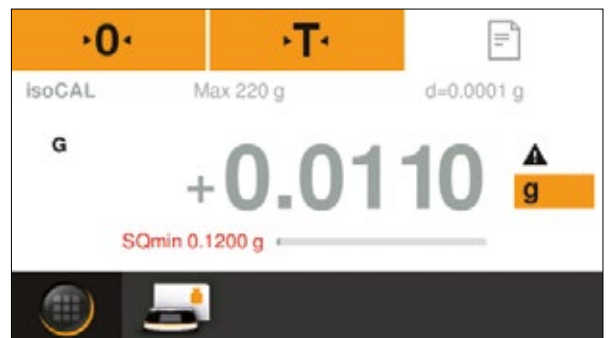 0 T
isoCAL Max 220 g d=0.0001 g
G
+0.0110 g
SQmin 0.1200 g